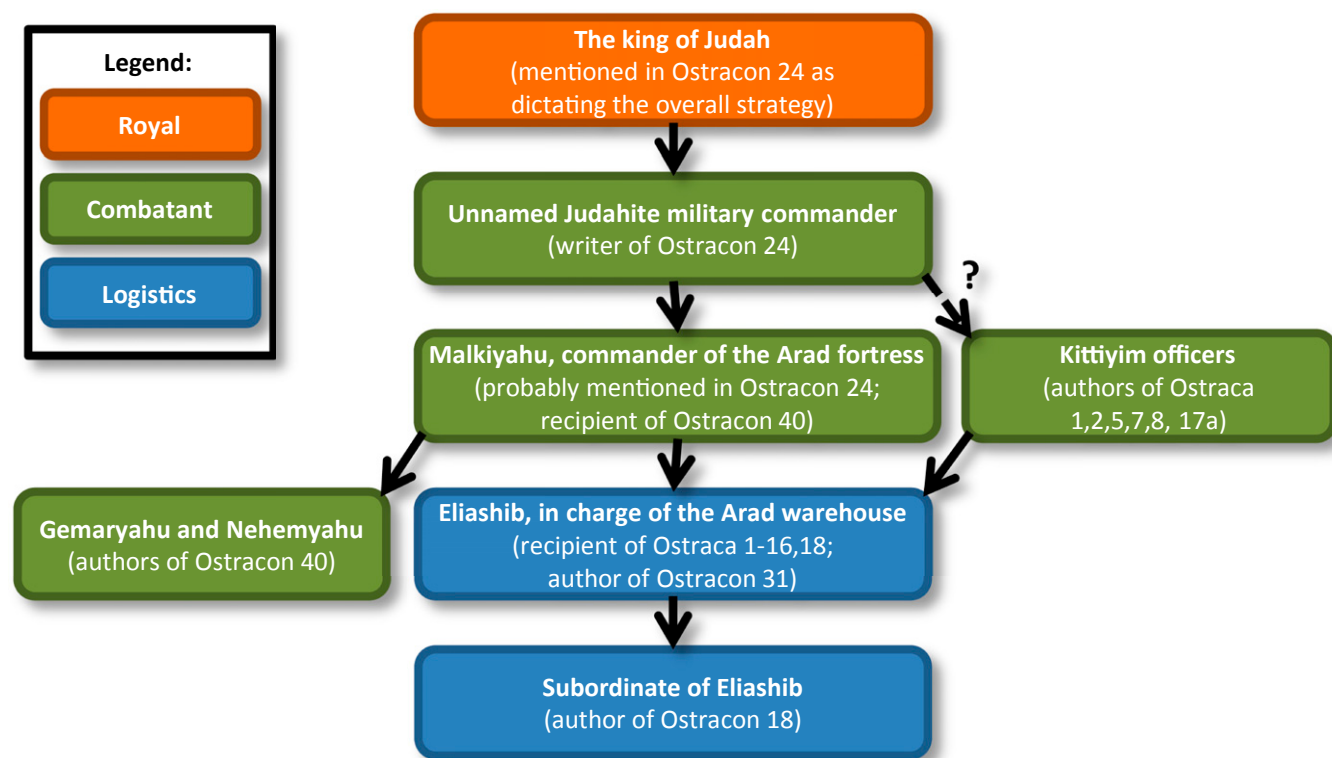 Legend:
Royal
Combatant
Logistics
The king of Judah
(mentioned in Ostracon 24 as
dictating the overall strategy)
Unnamed Judahite military commander
(writer of Ostracon 24)
?
Malkiyahu, commander of the Arad fortress
(probably mentioned in Ostracon 24;
recipient of Ostracon 40)
Kittiyim officers
(authors of Ostraca
1,2,5,7,8, 17a)
Gemaryahu and Nehemyahu
(authors of Ostracon 40)
Eliashib, in charge of the Arad warehouse
(recipient of Ostraca 1-16,18;
author of Ostracon 31)
Subordinate of Eliashib
(author of Ostracon 18)